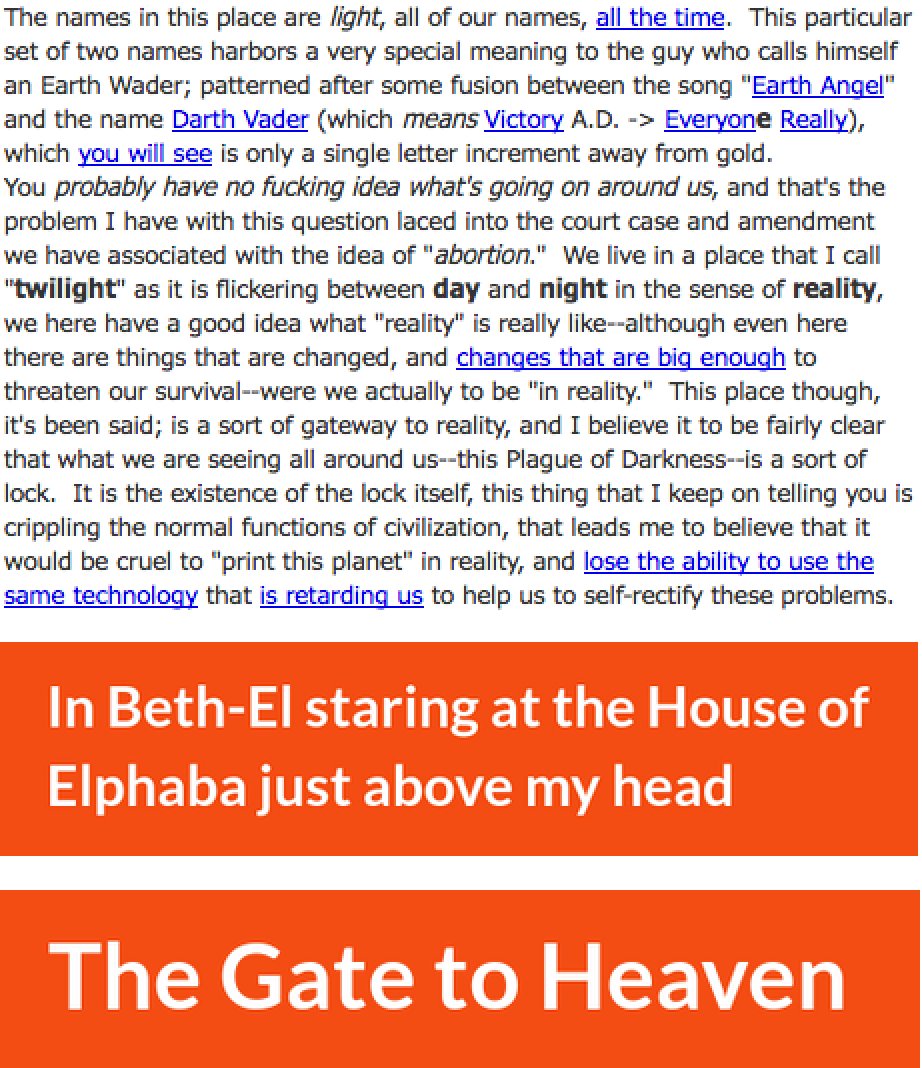 The names in this place are light, all of our names, all the time.  This particular
set of two names harbors a very special meaning to the guy who calls himself
an Earth Wader; patterned after some fusion between the song "Earth Angel"
and the name Darth Vader (which means Victory A.D. -> Everyone Really),
which you will see is only a single letter increment away from gold.
You probably have no fucking idea what's going on around us, and that's the
problem I have with this question laced into the court case and amendment
we have associated with the idea of "abortion."  We live in a place that I call
"twilight" as it is flickering between day and night in the sense of reality,
we here have a good idea what "reality" is really like--although even here
there are things that are changed, and changes that are big enough to
threaten our survival--were we actually to be "in reality."  This place though,
it's been said; is a sort of gateway to reality, and I believe it to be fairly clear
that what we are seeing all around us--this Plague of Darkness--is a sort of
lock.  It is the existence of the lock itself, this thing that I keep on telling you is
crippling the normal functions of civilization, that leads me to believe that it
would be cruel to "print this planet" in reality, and lose the ability to use the
same technology that is retarding us to help us to self-rectify these problems.
In Beth-El staring at the House of
Elphaba just above my head
The Gate to Heaven